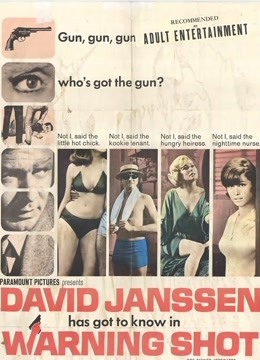 RECOMMENDED
AS
ADULT ENTERTAINMENT
Gun, gun, gun
who's got the gun?
Not I, said the
little hot chick.
Not I, said the
kookie tenant.
Not I, said the
hungry heiress.
Not I, said the
nighttime nurse.
PARAMOUNT PICTURES presents
DAVID JANSSEN
has got to know in
WARNING SHOT